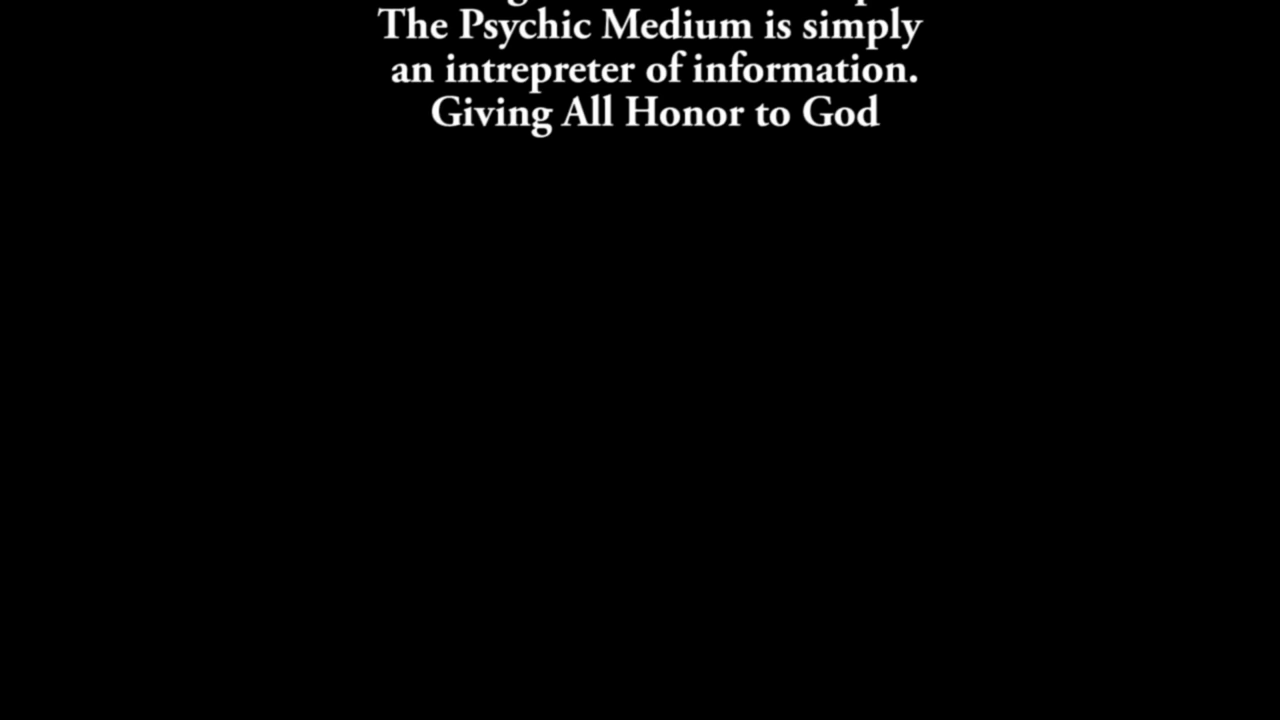 The Psychic Medium is simply
an intrepreter of information.
Giving All Honor to God